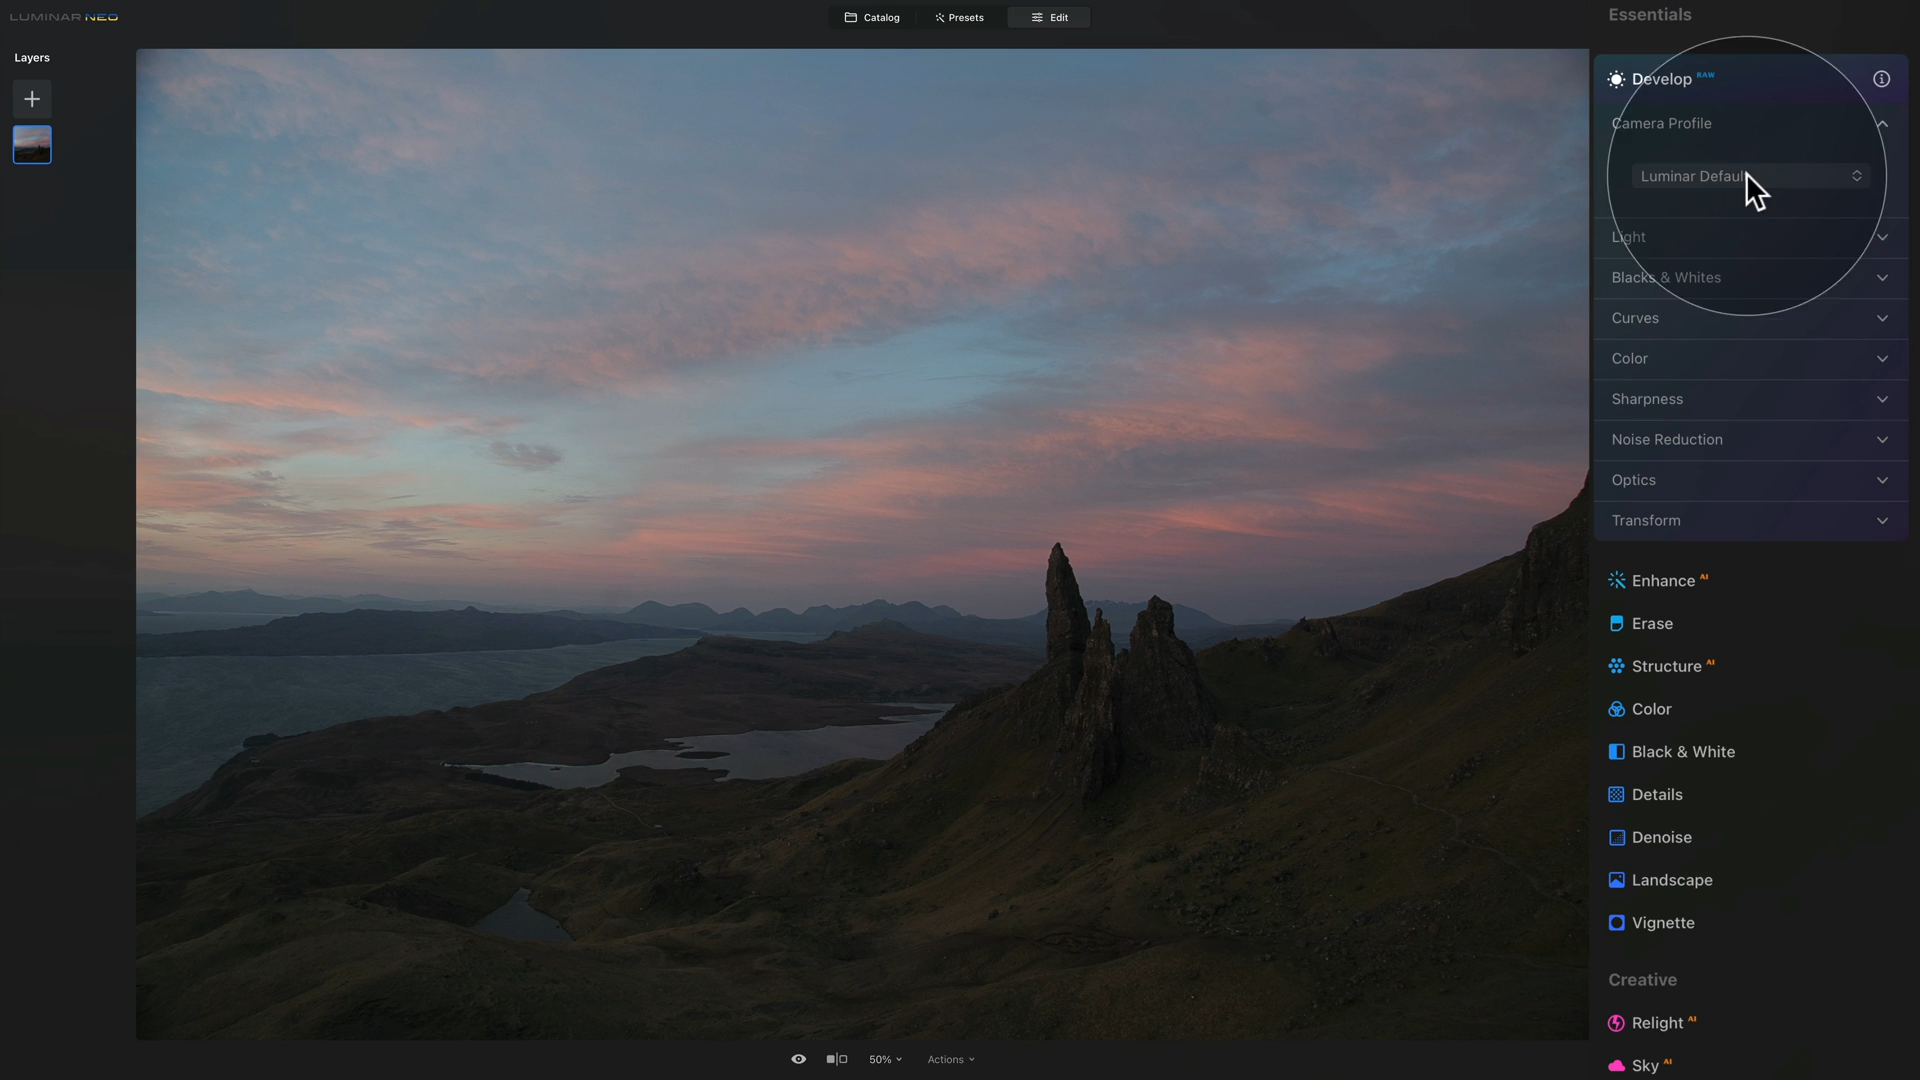 LUMINAR NEO
Catalog
Presets
Edit
Layers
Essentials
Develop RAW
Camera Profile
Luminar Default
Light
Blacks & Whites
Curves
Color
Sharpness
Noise Reduction
Optics
Transform
Enhance AI
Erase
Structure AI
Color
Black & White
Details
Denoise
Landscape
Vignette
Creative
Relight AI
Sky AI
50%
Actions